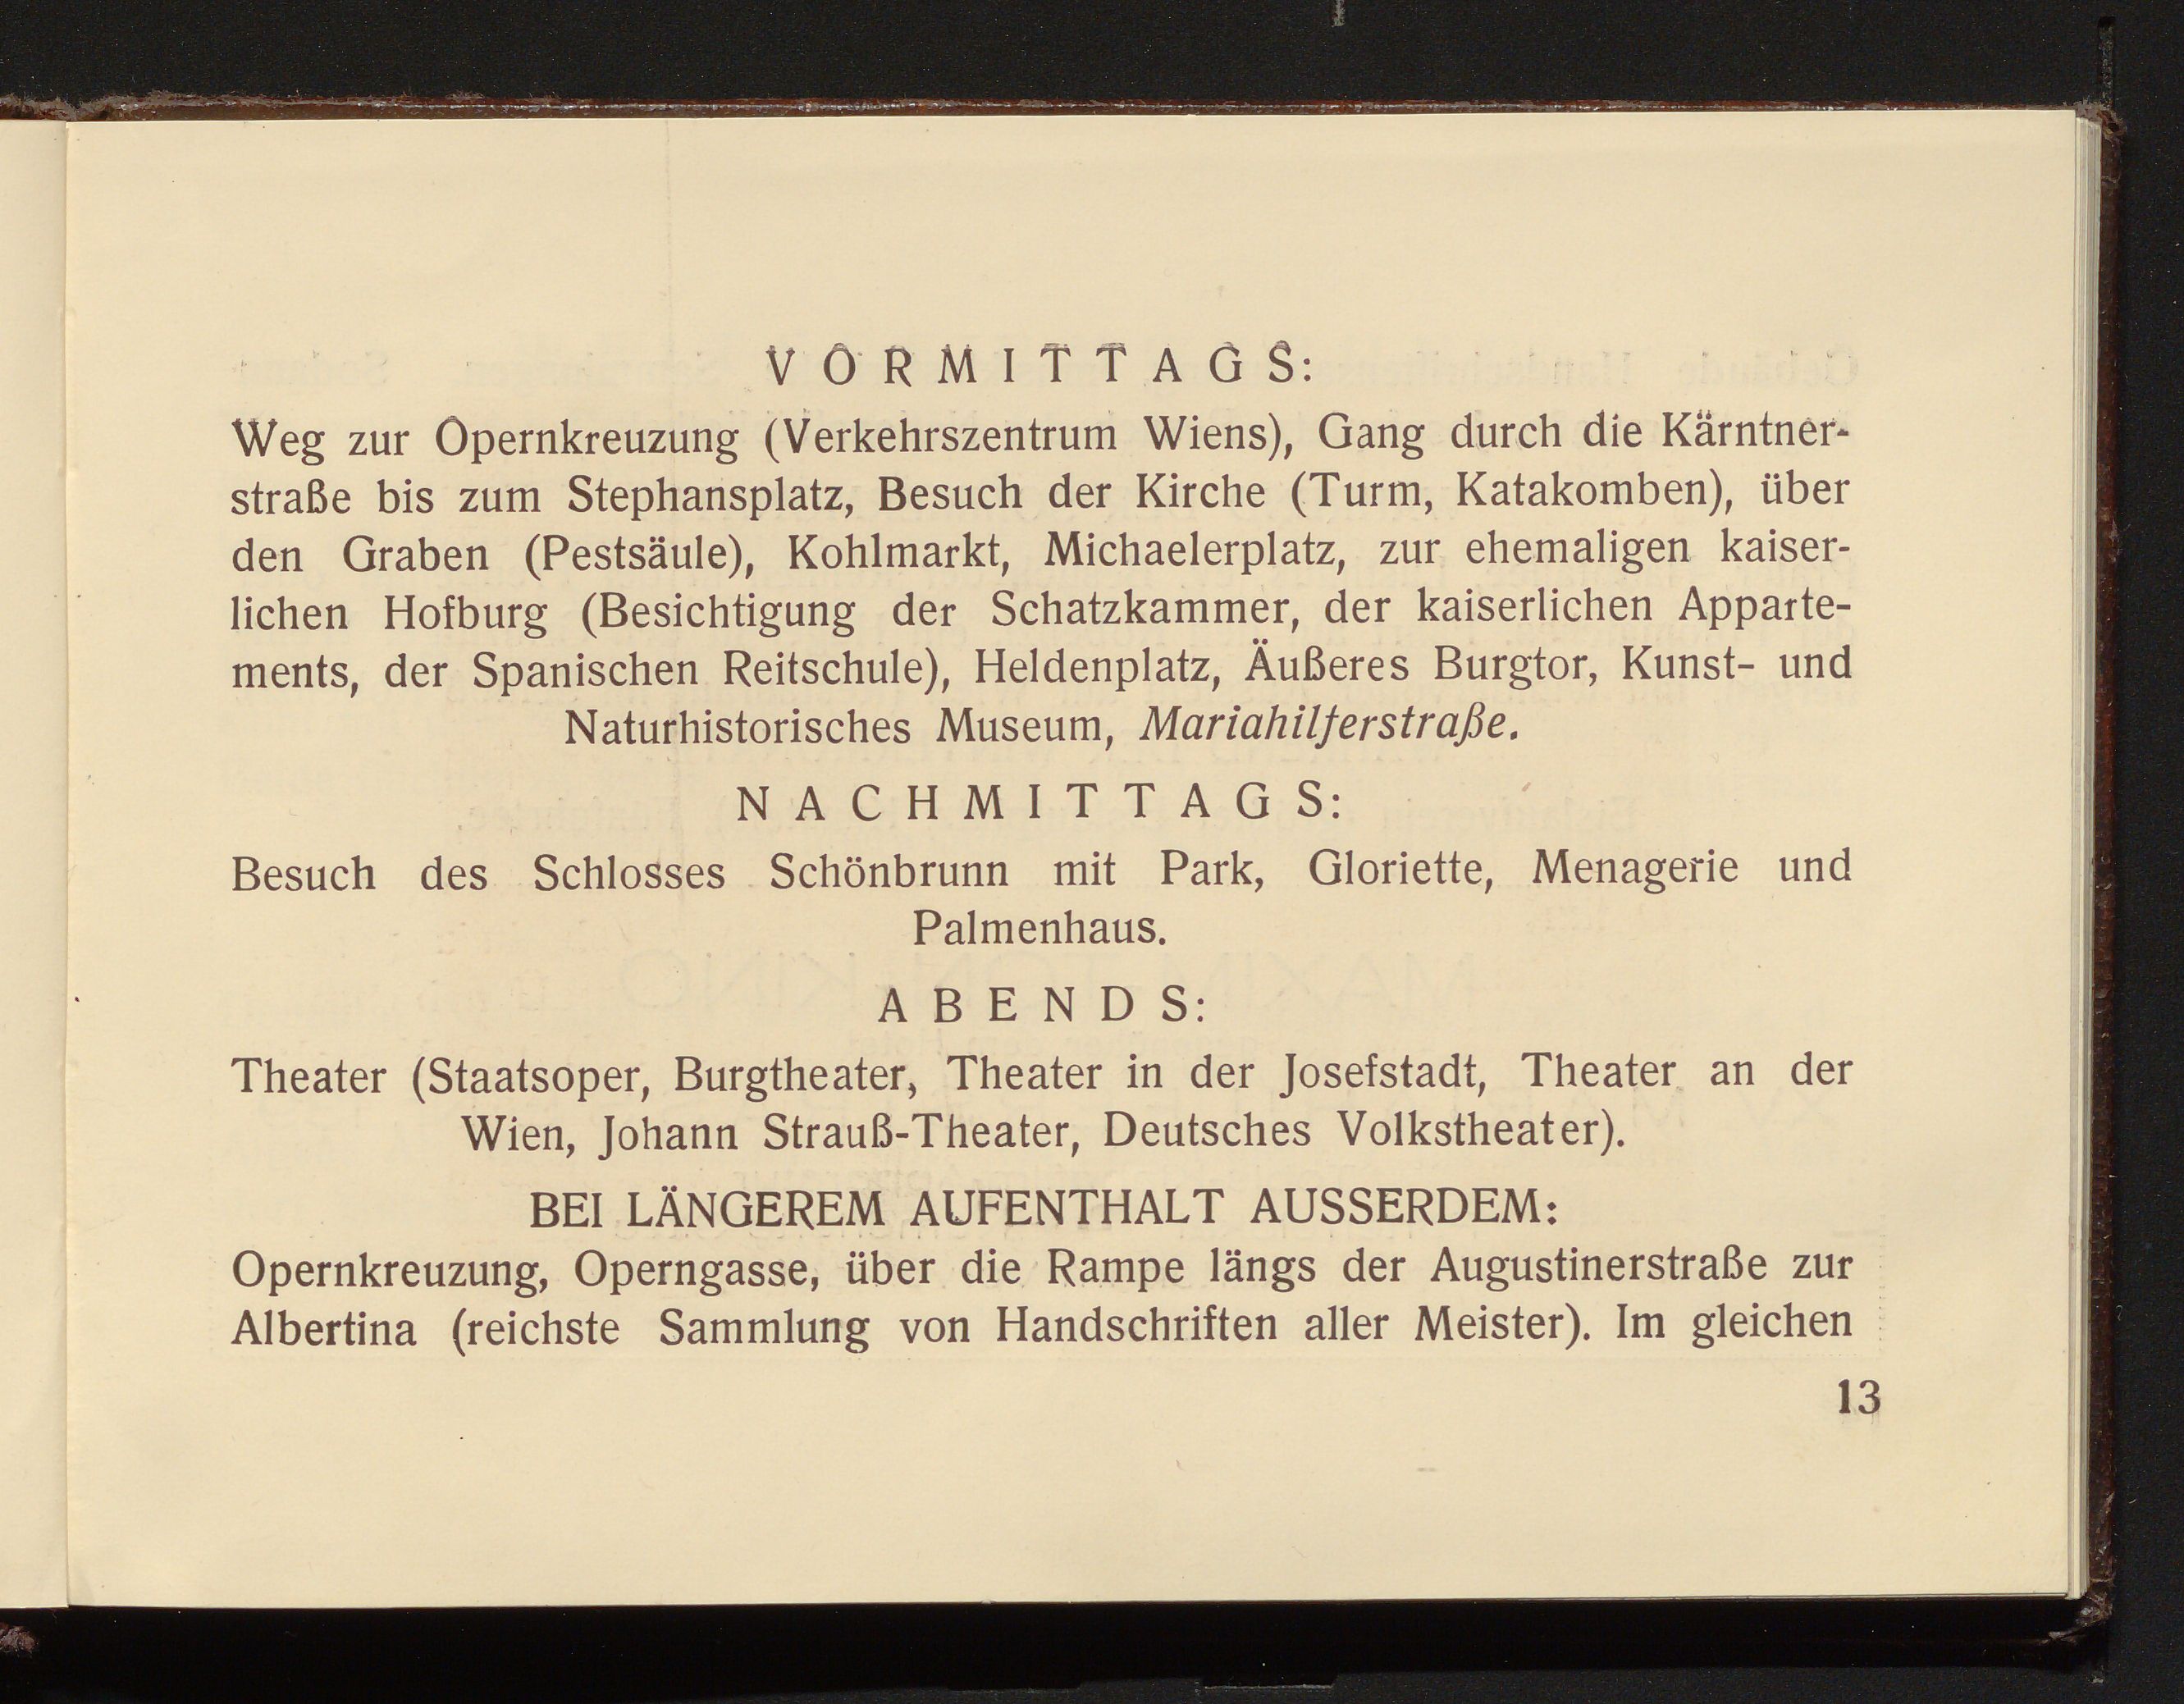 VORMITTAGS:
Weg zur Opernkreuzung (Verkehrszentrum Wiens), Gang durch die Kärntner-
straße bis zum Stephansplatz, Besuch der Kirche (Turm, Katakomben), über
den Graben (Pestsäule), Kohlmarkt, Michaelerplatz, zur ehemaligen kaiser-
lichen Hofburg (Besichtigung der Schatzkammer, der kaiserlichen Apparte-
ments, der Spanischen Reitschule), Heldenplatz, Äußeres Burgtor, Kunst- und
Naturhistorisches Museum, Mariahilferstraße.
NACHMITTAGS:
Besuch des Schlosses Schönbrunn mit Park, Gloriette, Menagerie und
Palmenhaus.
ABENDS:
Theater (Staatsoper, Burgtheater, Theater in der Josefstadt, Theater an der
Wien, Johann Strauß-Theater, Deutsches Volkstheater).
BEI LÄNGEREM AUFENTHALT AUSSERDEM:
Opernkreuzung, Operngasse, über die Rampe längs der Augustinerstraße zur
Albertina (reichste Sammlung von Handschriften aller Meister). Im gleichen
13